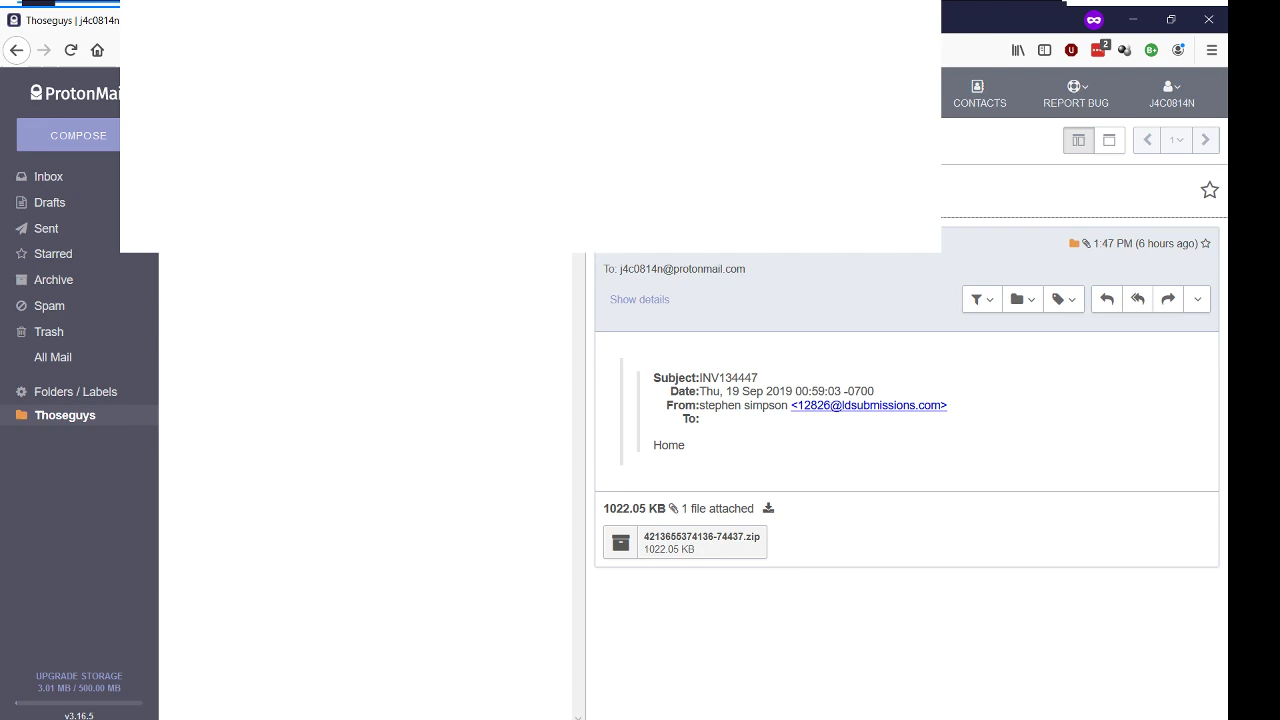 Thoseguys | j4c0814n
2
ProtonMai
COMPOSE
Inbox
Drafts
Sent
Starred
Archive
Spam
Trash
All Mail
Folders / Labels
Thoseguys
UPGRADE STORAGE
3.01 MB / 500.00 MB
v3.16.5
CONTACTS
REPORT BUG
J4C0814N
1
1:47 PM (6 hours ago)
To: j4c0814n@protonmail.com
Show details
Subject:INV134447
Date:Thu, 19 Sep 2019 00:59:03 -0700
From:stephen simpson <12826@ldsubmissions.com>
To:
Home
1022.05 KB 1 file attached
4213655374136-74437.zip
1022.05 KB